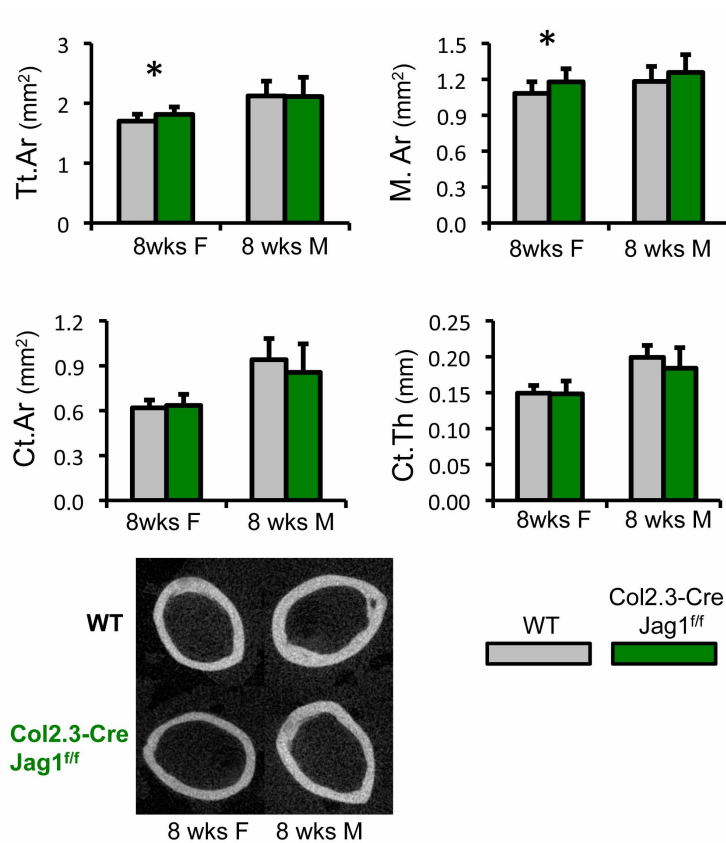 Tt.Ar (mm²)
3
2
1
0
*
8wks F 8 wks M
M. Ar (mm²)
1.5
1.2
0.9
0.6
0.3
0.0
*
8wks F 8 wks M
Ct.Ar (mm²)
1.2
0.9
0.6
0.3
0.0
8wks F 8 wks M
Ct.Th (mm)
0.25
0.20
0.15
0.10
0.05
0.00
8wks F 8 wks M
WT
Col2.3-Cre
Jag1f/f
8 wks F 8 wks M
WT
Col2.3-Cre
Jag1f/f